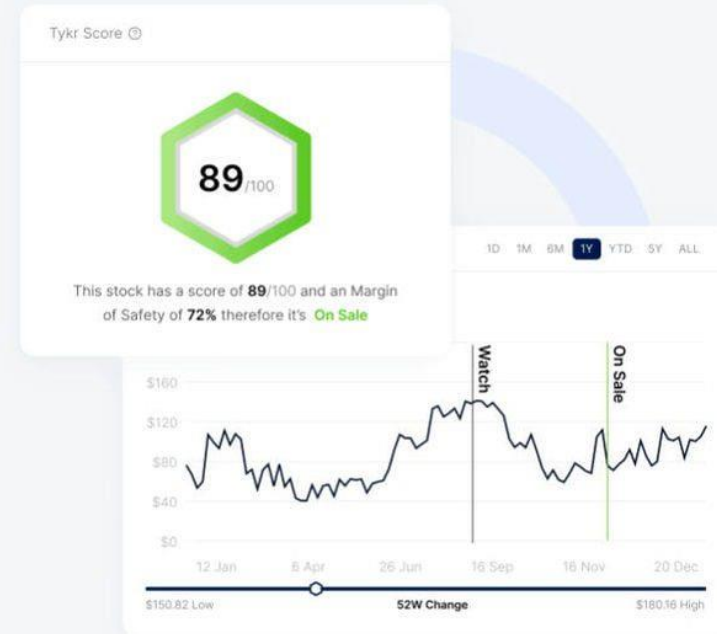 Tykr Score ?
89/100
This stock has a score of 89/100 and an Margin
of Safety of 72% therefore it's On Sale
1D 1M 6M 1Y YTD 5Y ALL
Watch
On Sale
$160
$120
$80
$40
$0
12 Jan 6 Apr 26 Jun 16 Sep 16 Nov 20 Dec
$150.82 Low 52W Change $180.16 High